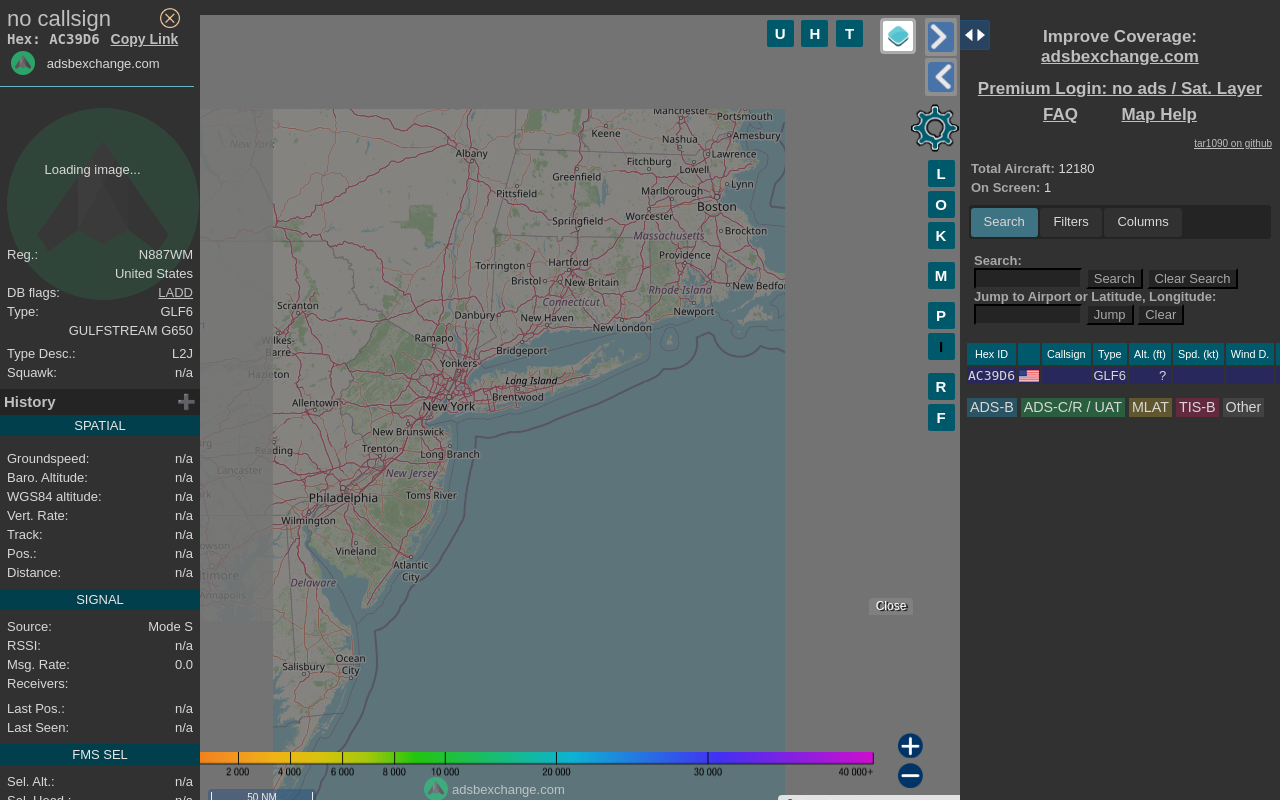 no callsign
Hex: AC39D6 Copy Link
adsbexchange.com
Loading image...
Reg.: N887WM
United States
DB flags: LADD
Type: GLF6
GULFSTREAM G650
Type Desc.: L2J
Squawk: n/a
History
SPATIAL
Groundspeed: n/a
Baro. Altitude: n/a
WGS84 altitude: n/a
Vert. Rate: n/a
Track: n/a
Pos.: n/a
Distance: n/a
SIGNAL
Source: Mode S
RSSI: n/a
Msg. Rate: 0.0
Receivers:
Last Pos.: n/a
Last Seen: n/a
FMS SEL
Sel. Alt.: n/a
Sel. Head.: n/a
U H T
L
O
K
M
P
I
R
F
Manchester
Portsmouth
Keene
Nashua
Amesbury
New York
Albany
Fitchburg
Lawrence
Lowell
Greenfield
Lynn
Pittsfield
Marlborough
Boston
Springfield
Worcester
Brockton
Massachusetts
Providence
Torrington
Hartford
Bristol
New Britain
Rhode Island
New Bedfor
Scranton
Connecticut
Danbury
New Haven
Newport
New London
Ramapo
Wilkes-
Barre
Bridgeport
Yonkers
Hazleton
Long Island
Allentown
New York
Brentwood
New Brunswick
Reading
Trenton
Long Branch
Lancaster
New Jersey
Philadelphia
Toms River
Wilmington
Vineland
Atlantic
City
Delaware
Annapolis
Ocean
City
Salisbury
Close
2 000 4 000 6 000 8 000 10 000 20 000 30 000 40 000+
adsbexchange.com
50 NM
Improve Coverage:
adsbexchange.com
Premium Login: no ads / Sat. Layer
FAQ Map Help
tar1090 on github
Total Aircraft: 12180
On Screen: 1
Search Filters Columns
Search:
Search Clear Search
Jump to Airport or Latitude, Longitude:
Jump Clear
Hex ID Callsign Type Alt. (ft) Spd. (kt) Wind D.
AC39D6 GLF6 ?
ADS-B ADS-C/R / UAT MLAT TIS-B Other